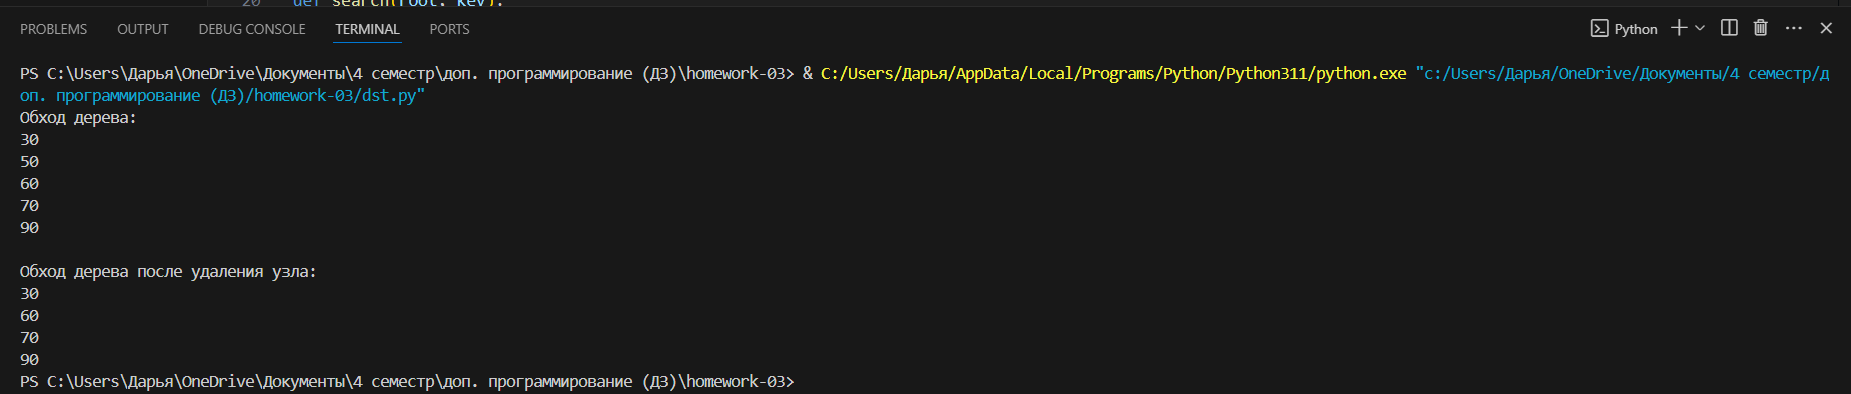 20 def search(root, key):
PROBLEMS OUTPUT DEBUG CONSOLE TERMINAL PORTS Python
PS C:\Users\Дарья\OneDrive\Документы\4 семестр\доп. программирование (ДЗ)\homework-03> & C:/Users/Дарья/AppData/Local/Programs/Python/Python311/python.exe "c:/Users/Дарья/OneDrive/Документы/4 семестр/д
оп. программирование (ДЗ)/homework-03/dst.py"
Обход дерева:
30
50
60
70
90
Обход дерева после удаления узла:
30
60
70
90
PS C:\Users\Дарья\OneDrive\Документы\4 семестр\доп. программирование (ДЗ)\homework-03>